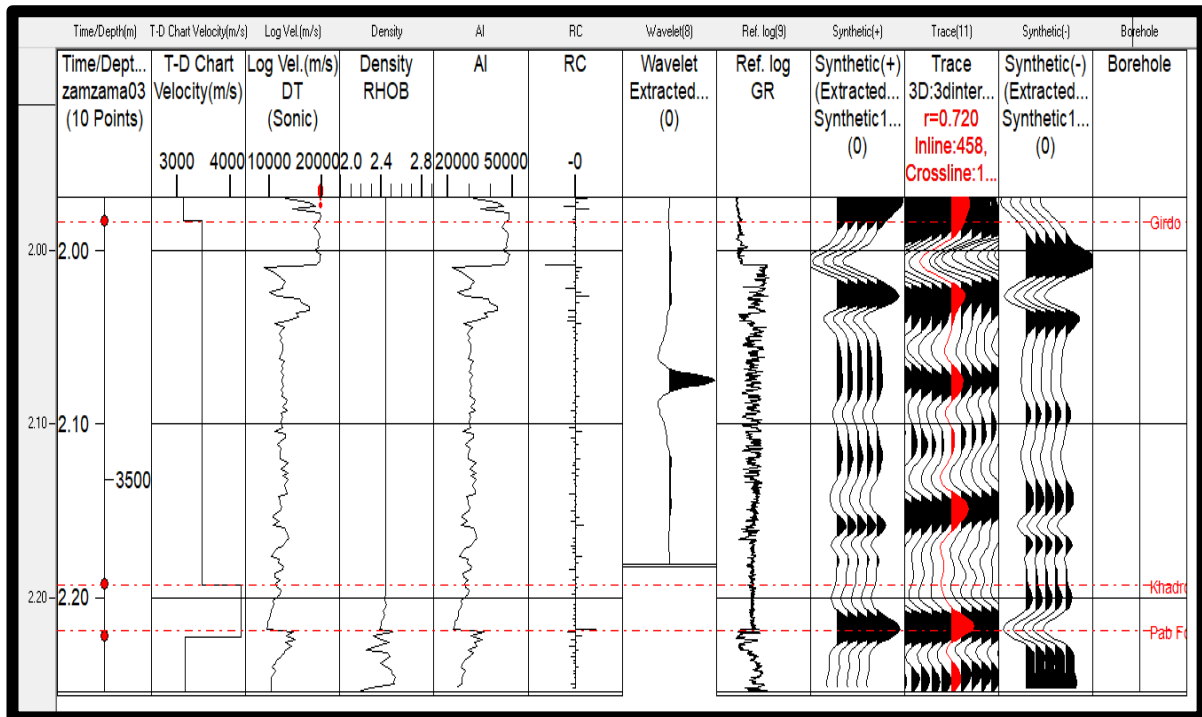 Time/Depth(m) T-D Chart Velocity(m/s) Log Vel.(m/s) Density AI RC Wavelet(8) Ref. log(9) Synthetic(+) Trace(11) Synthetic(-) Borehole
Time/Dept... T-D Chart Log Vel.(m/s) Density AI RC Wavelet Ref. log Synthetic(+) Trace Synthetic(-) Borehole
zamzama03 Velocity(m/s) DT RHOB Extracted... GR (Extracted... 3D:3dinter... (Extracted...
(10 Points) (Sonic) (0) Synthetic1... r=0.720 Synthetic1...
(0) Inline:458, (0)
3000 4000 10000 20000 2.0 2.4 2.8 20000 50000 -0 Crossline:1...
Girdo
2.00 2.00
2.10 2.10
3500
Khadro
2.20 2.20
Pab Fo